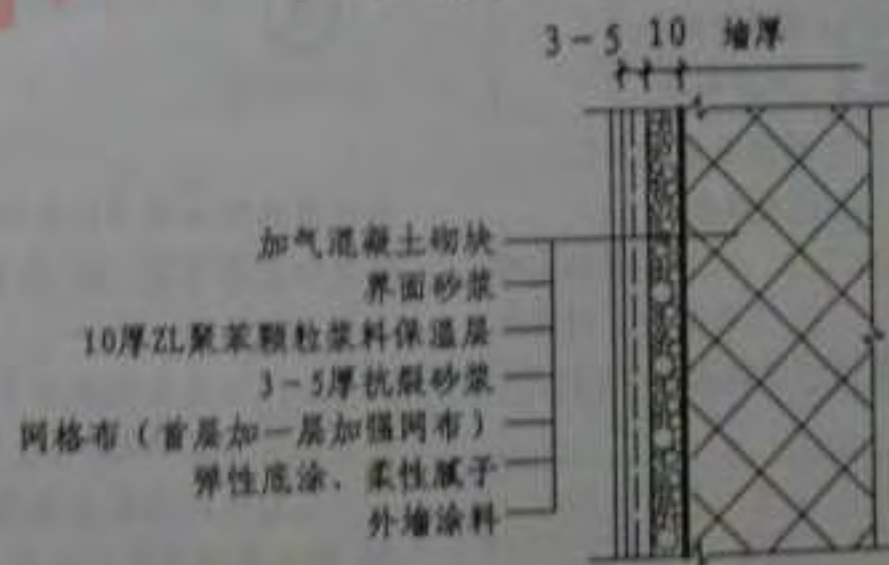 3-5 10 墙厚
加气混凝土砌块
界面砂浆
10厚ZL聚苯颗粒浆料保温层
3-5厚抗裂砂浆
网格布(首层加一层加强网布)
弹性底涂、柔性腻子
外墙涂料